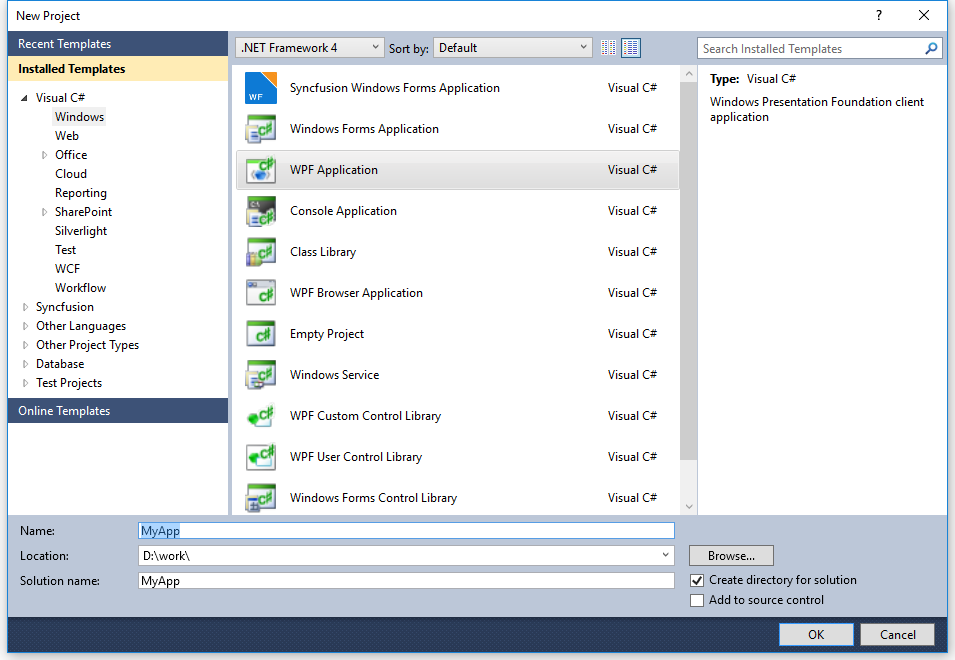 New Project
?
Recent Templates
.NET Framework 4
Sort by:
Default
Search Installed Templates
Installed Templates
Visual C#
Windows
Web
Office
Cloud
Reporting
SharePoint
Silverlight
Test
WCF
Workflow
Syncfusion
Other Languages
Other Project Types
Database
Test Projects
Online Templates
WF
Syncfusion Windows Forms Application Visual C#
Windows Forms Application Visual C#
WPF Application Visual C#
Console Application Visual C#
Class Library Visual C#
WPF Browser Application Visual C#
Empty Project Visual C#
Windows Service Visual C#
WPF Custom Control Library Visual C#
WPF User Control Library Visual C#
Windows Forms Control Library Visual C#
Type: Visual C#
Windows Presentation Foundation client
application
Name: MyApp
Location: D:\work\
Browse...
Solution name: MyApp
Create directory for solution
Add to source control
OK
Cancel